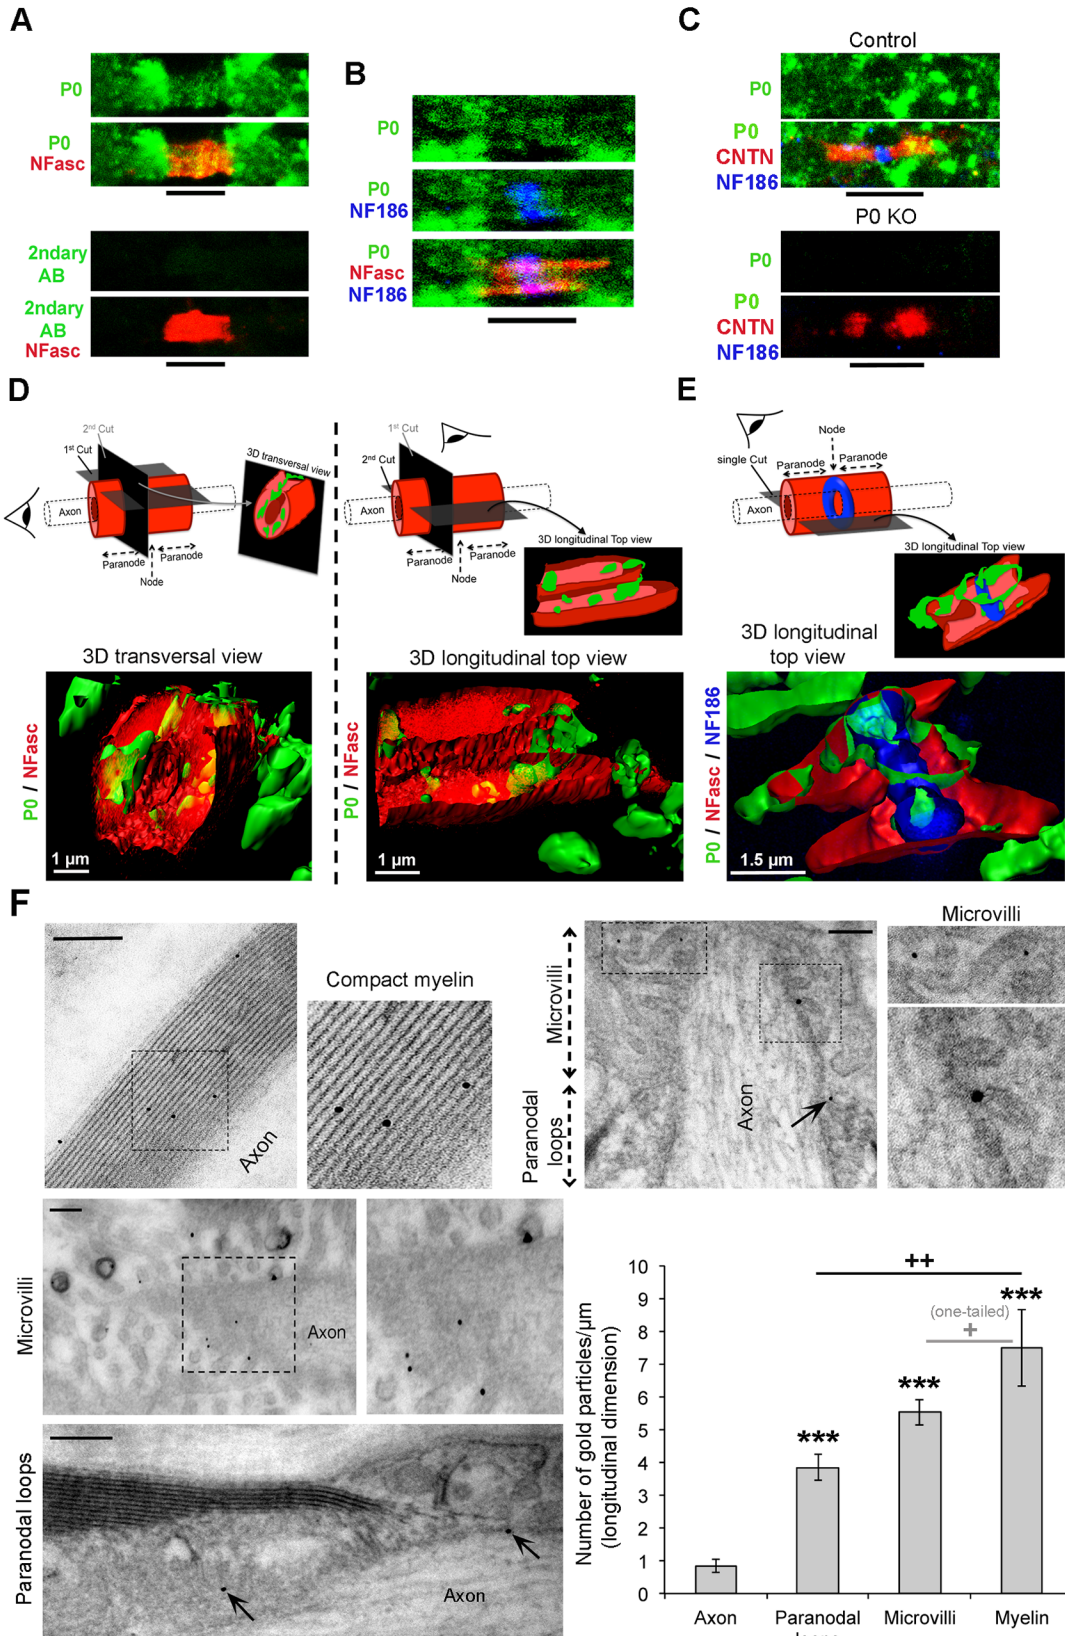 A
P0
P0
NFasc
2ndary
AB
2ndary
AB
NFasc
B
P0
P0
NF186
P0
NFasc
NF186
C
Control
P0
P0
CNTN
NF186
P0 KO
P0
P0
CNTN
NF186
D
2nd Cut
1st Cut
3D transversal view
Axon
Paranode
Paranode
Node
3D transversal view
P0 / NFasc
1 µm
1st Cut
2nd Cut
Axon
Paranode
Paranode
Node
3D longitudinal Top view
3D longitudinal top view
P0 / NFasc
1 µm
E
Node
single Cut
Paranode
Paranode
Axon
3D longitudinal Top view
3D longitudinal
top view
P0 / NFasc / NF186
1.5 µm
F
Axon
Compact myelin
Microvilli
Paranodal
loops
Axon
Microvilli
Microvilli
Axon
Paranodal loops
Axon
Number of gold particles/µm
(longitudinal dimension)
10
9
8
7
6
5
4
3
2
1
0
++
***
(one-tailed)
+
***
***
Axon
Paranodal
Microvilli
Myelin